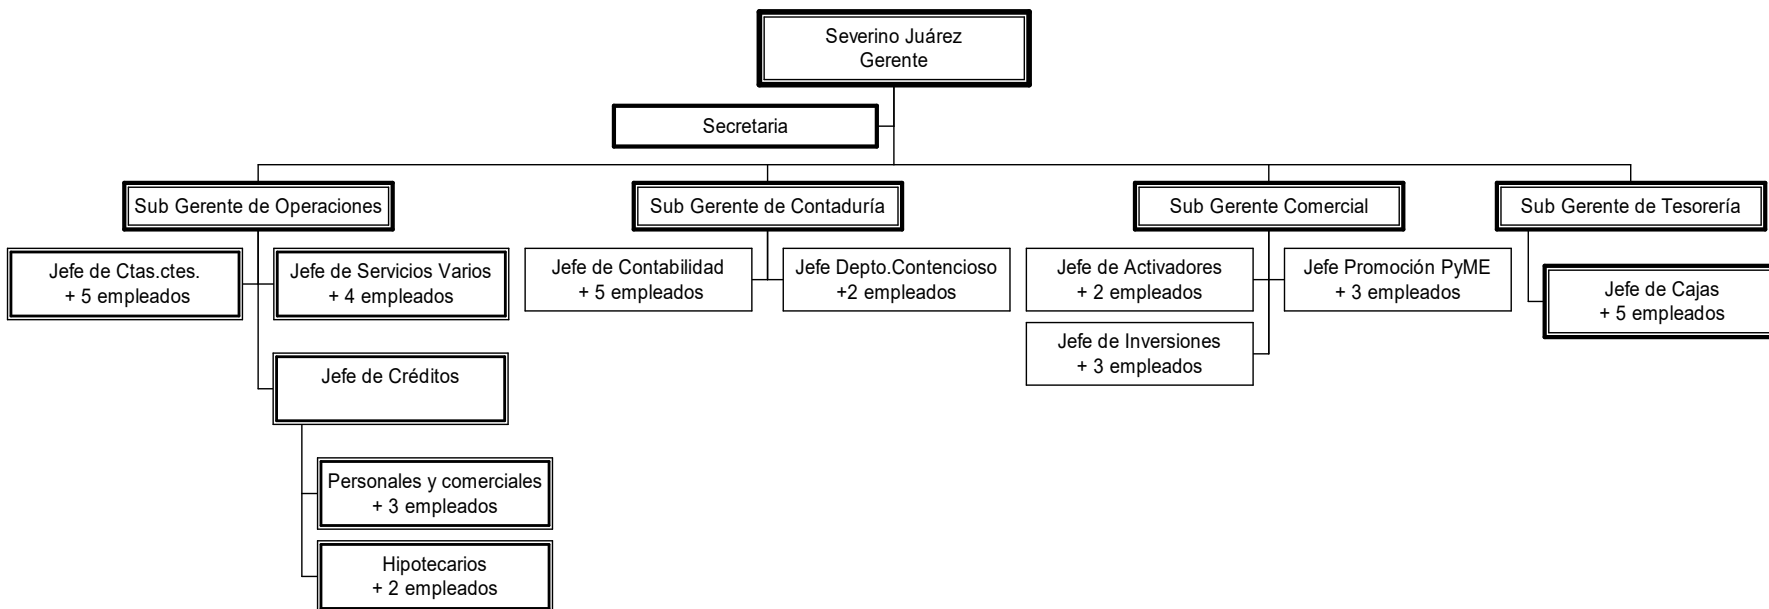 Severino Juárez
Gerente
Secretaria
Sub Gerente de Operaciones
Sub Gerente de Contaduría
Sub Gerente Comercial
Sub Gerente de Tesorería
Jefe de Ctas.ctes.
+ 5 empleados
Jefe de Servicios Varios
+ 4 empleados
Jefe de Contabilidad
+ 5 empleados
Jefe Depto.Contencioso
+2 empleados
Jefe de Activadores
+ 2 empleados
Jefe Promoción PyME
+ 3 empleados
Jefe de Cajas
+ 5 empleados
Jefe de Inversiones
+ 3 empleados
Jefe de Créditos
Personales y comerciales
+ 3 empleados
Hipotecarios
+ 2 empleados